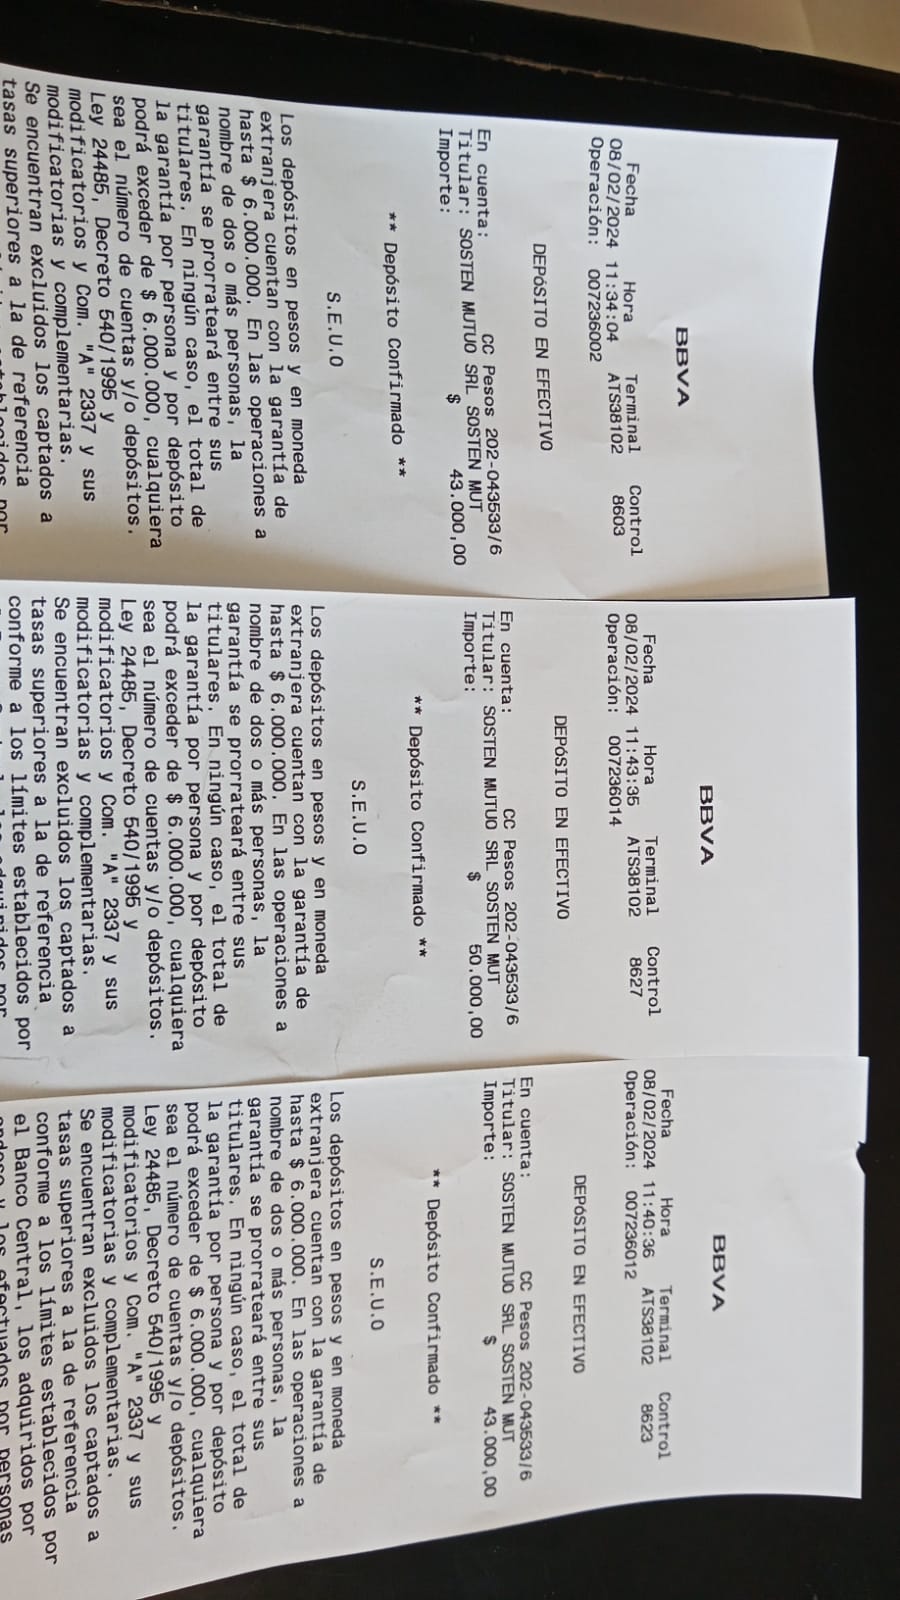 BBVA
Fecha Hora Terminal Control
08/02/2024 11:34:04 ATS38102 8603
Operación: 007236002
DEPÓSITO EN EFECTIVO
En cuenta: CC Pesos 202-043533/6
Titular: SOSTEN MUTUO SRL SOSTEN MUT
Importe: $ 43.000,00
** Depósito Confirmado **
S.E.U.O
Los depósitos en pesos y en moneda
extranjera cuentan con la garantía de
hasta $ 6.000.000. En las operaciones a
nombre de dos o más personas, la
garantía se prorrateará entre sus
titulares. En ningún caso, el total de
la garantía por persona y por depósito
podrá exceder de $ 6.000.000, cualquiera
sea el número de cuentas y/o depósitos.
Ley 24485, Decreto 540/1995 y
modificatorios y Com. "A" 2337 y sus
modificatorias y complementarias.
Se encuentran excluidos los captados a
tasas superiores a la de referencia
BBVA
Fecha Hora Terminal Control
08/02/2024 11:43:35 ATS38102 8627
Operación: 007236014
DEPÓSITO EN EFECTIVO
En cuenta: CC Pesos 202-043533/6
Titular: SOSTEN MUTUO SRL SOSTEN MUT
Importe: $ 50.000,00
** Depósito Confirmado **
S.E.U.O
Los depósitos en pesos y en moneda
extranjera cuentan con la garantía de
hasta $ 6.000.000. En las operaciones a
nombre de dos o más personas, la
garantía se prorrateará entre sus
titulares. En ningún caso, el total de
la garantía por persona y por depósito
podrá exceder de $ 6.000.000, cualquiera
sea el número de cuentas y/o depósitos.
Ley 24485, Decreto 540/1995 y
modificatorios y Com. "A" 2337 y sus
modificatorias y complementarias.
Se encuentran excluidos los captados a
tasas superiores a la de referencia
conforme a los límites establecidos por
BBVA
Fecha Hora Terminal Control
08/02/2024 11:40:36 ATS38102 8623
Operación: 007236012
DEPÓSITO EN EFECTIVO
En cuenta: CC Pesos 202-043533/6
Titular: SOSTEN MUTUO SRL SOSTEN MUT
Importe: $ 43.000,00
** Depósito Confirmado **
S.E.U.O
Los depósitos en pesos y en moneda
extranjera cuentan con la garantía de
hasta $ 6.000.000. En las operaciones a
nombre de dos o más personas, la
garantía se prorrateará entre sus
titulares. En ningún caso, el total de
la garantía por persona y por depósito
podrá exceder de $ 6.000.000, cualquiera
sea el número de cuentas y/o depósitos.
Ley 24485, Decreto 540/1995 y
modificatorios y Com. "A" 2337 y sus
modificatorias y complementarias.
Se encuentran excluidos los captados a
tasas superiores a la de referencia
conforme a los límites establecidos por
el Banco Central, los adquiridos por
endoso y los efectuados por personas